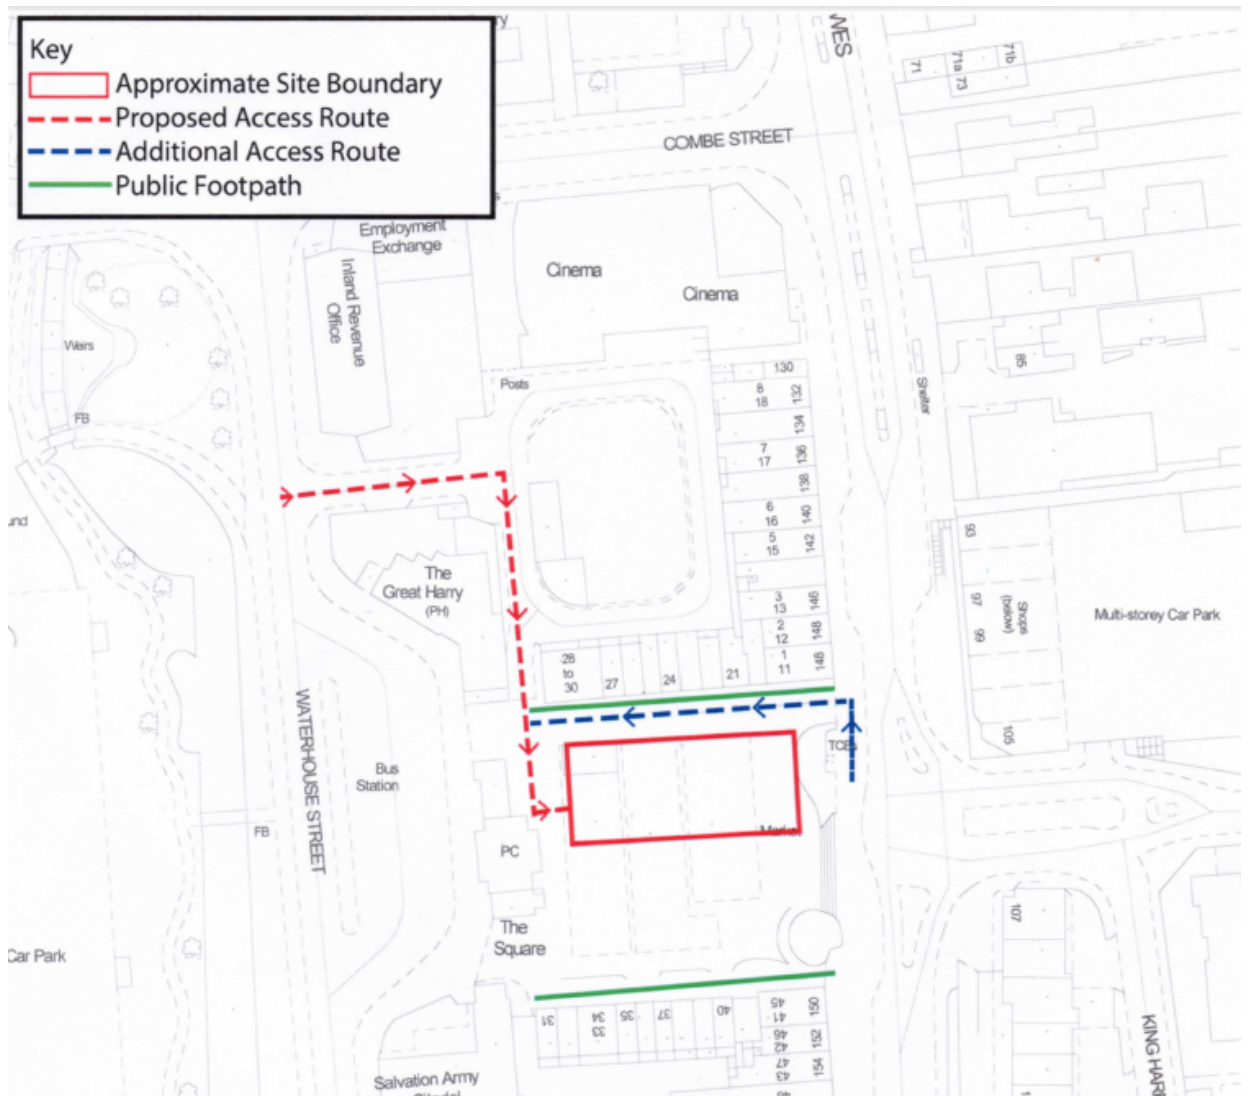 Key
Approximate Site Boundary
Proposed Access Route
Additional Access Route
Public Footpath
COMBE STREET
71
71a
73
71b
Employment
Exchange
Inland Revenue
Office
Cinema
Cinema
Weirs
FB
Posts
Shelter
85
130
8
18
132
134
7
17
136
138
6
16
140
5
15
142
3
13
146
2
12
148
1
11
148
The
Great Harry
(PH)
28
to
30
27
24
21
93
97
99
Shops
(below)
105
Multi-storey Car Park
WATERHOUSE STREET
Bus
Station
FB
PC
TCBs
Market
The
Square
Car Park
107
31
34
33
35
37
40
45
41
150
46
42
152
47
43
154
Salvation Army